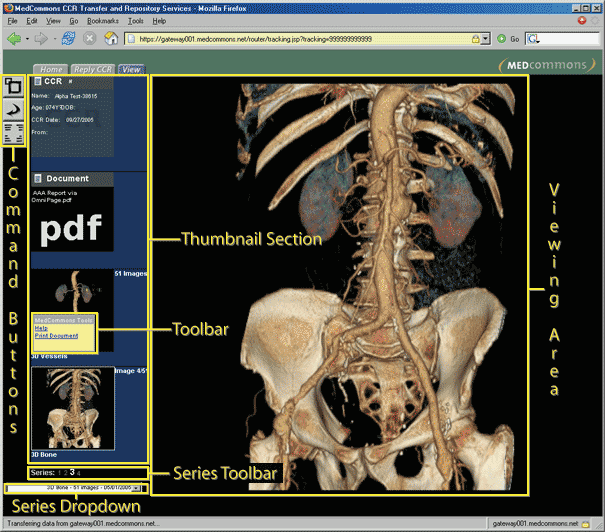 MedCommons CCR Transfer and Repository Services - Mozilla Firefox
File Edit View Go Bookmarks Tools Help
https://gateway001.medcommons.net/router/tracking.jsp?tracking=999999999999
Go
G
Home Reply CCR View
MEDcommons
CCR
Name: Alpha Test-38615
Age: 074YTDOB:
CCR Date: 09/27/2005
From:
Document
AAA Report via
OmniPage.pdf
pdf
Thumbnail Section
51 Images
MedCommons Tools
Help
Print Document
Toolbar
3D Vessels
Image 4/51
3D Bone
Series: 1 2 3 4
Series Toolbar
3D Bone - 51 images - 05/01/2005
Series Dropdown
Command Buttons
Viewing Area
Transferring data from gateway001.medcommons.net...
gateway001.medcommons.net